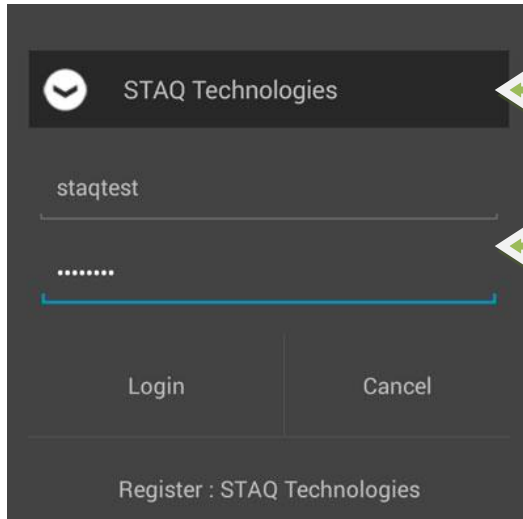 STAQ Technologies
staqtest
••••••••
Login Cancel
Register : STAQ Technologies